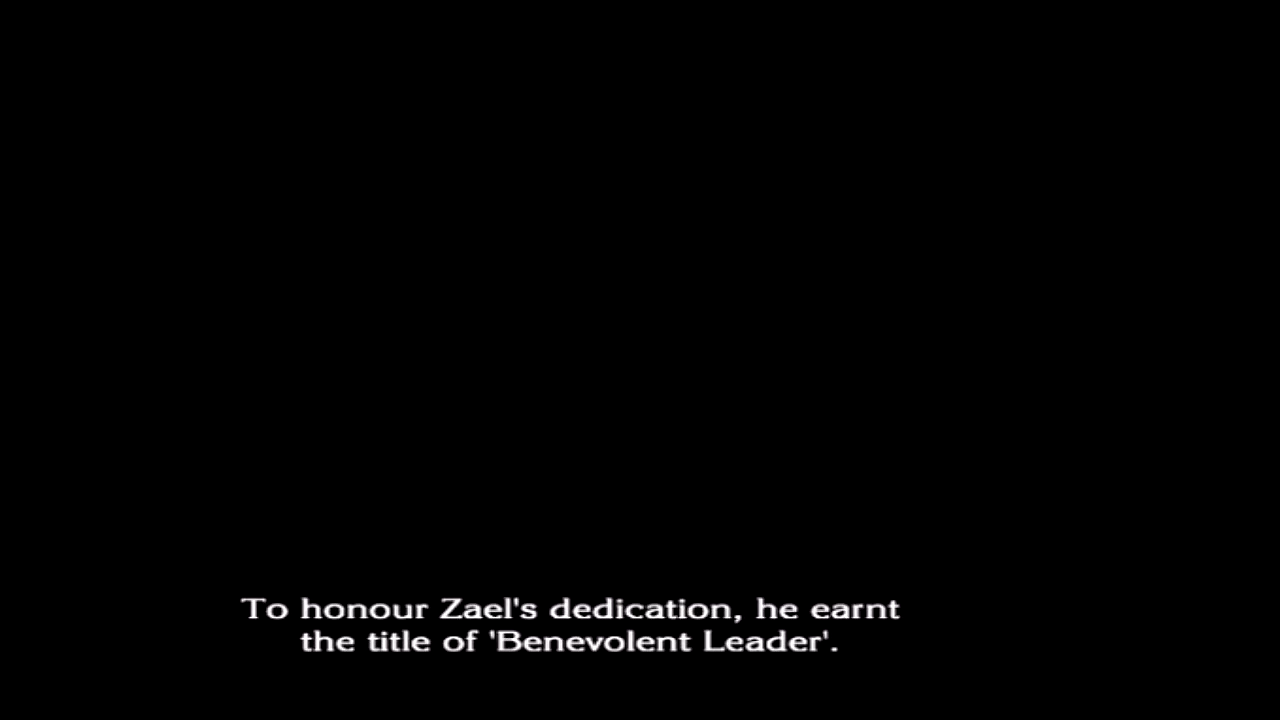 To honour Zael's dedication, he earnt
the title of 'Benevolent Leader'.